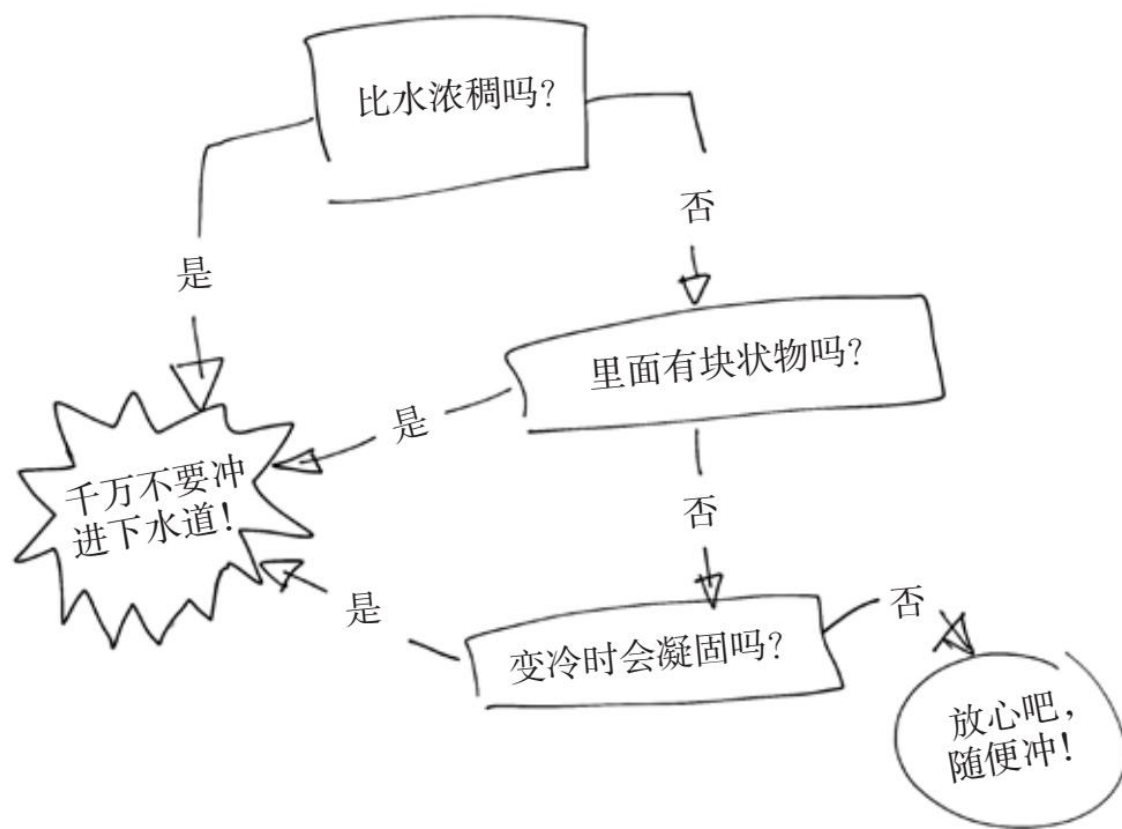 比水浓稠吗?
否
是
里面有块状物吗?
是
千万不要冲
进下水道!
否
是
变冷时会凝固吗?
否
放心吧,
随便冲!